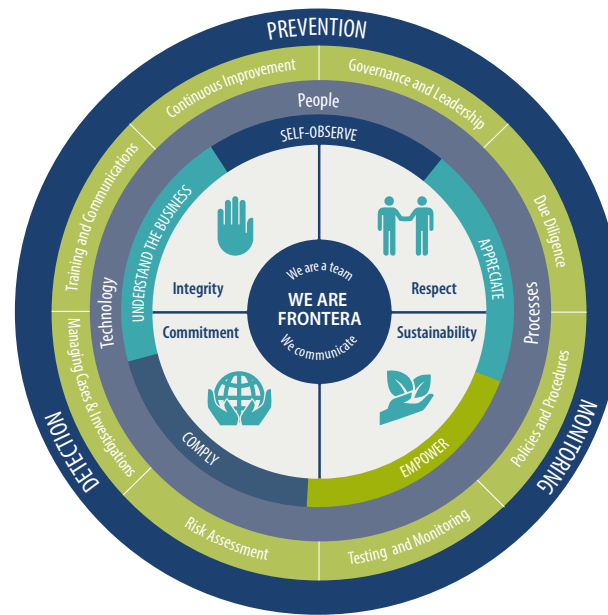 PREVENTION
Continuous Improvement
Governance and Leadership
People
SELF-OBSERVE
Training and Communications
Due Diligence
Technology
UNDERSTAND THE BUSINESS
APPRECIATE
Processes
Integrity
Respect
We are a team
WE ARE
FRONTERA
We communicate
Commitment
Sustainability
Managing Cases & Investigations
Policies and Procedures
COMPLY
EMPOWER
DETECTION
MONITORING
Risk Assessment
Testing and Monitoring